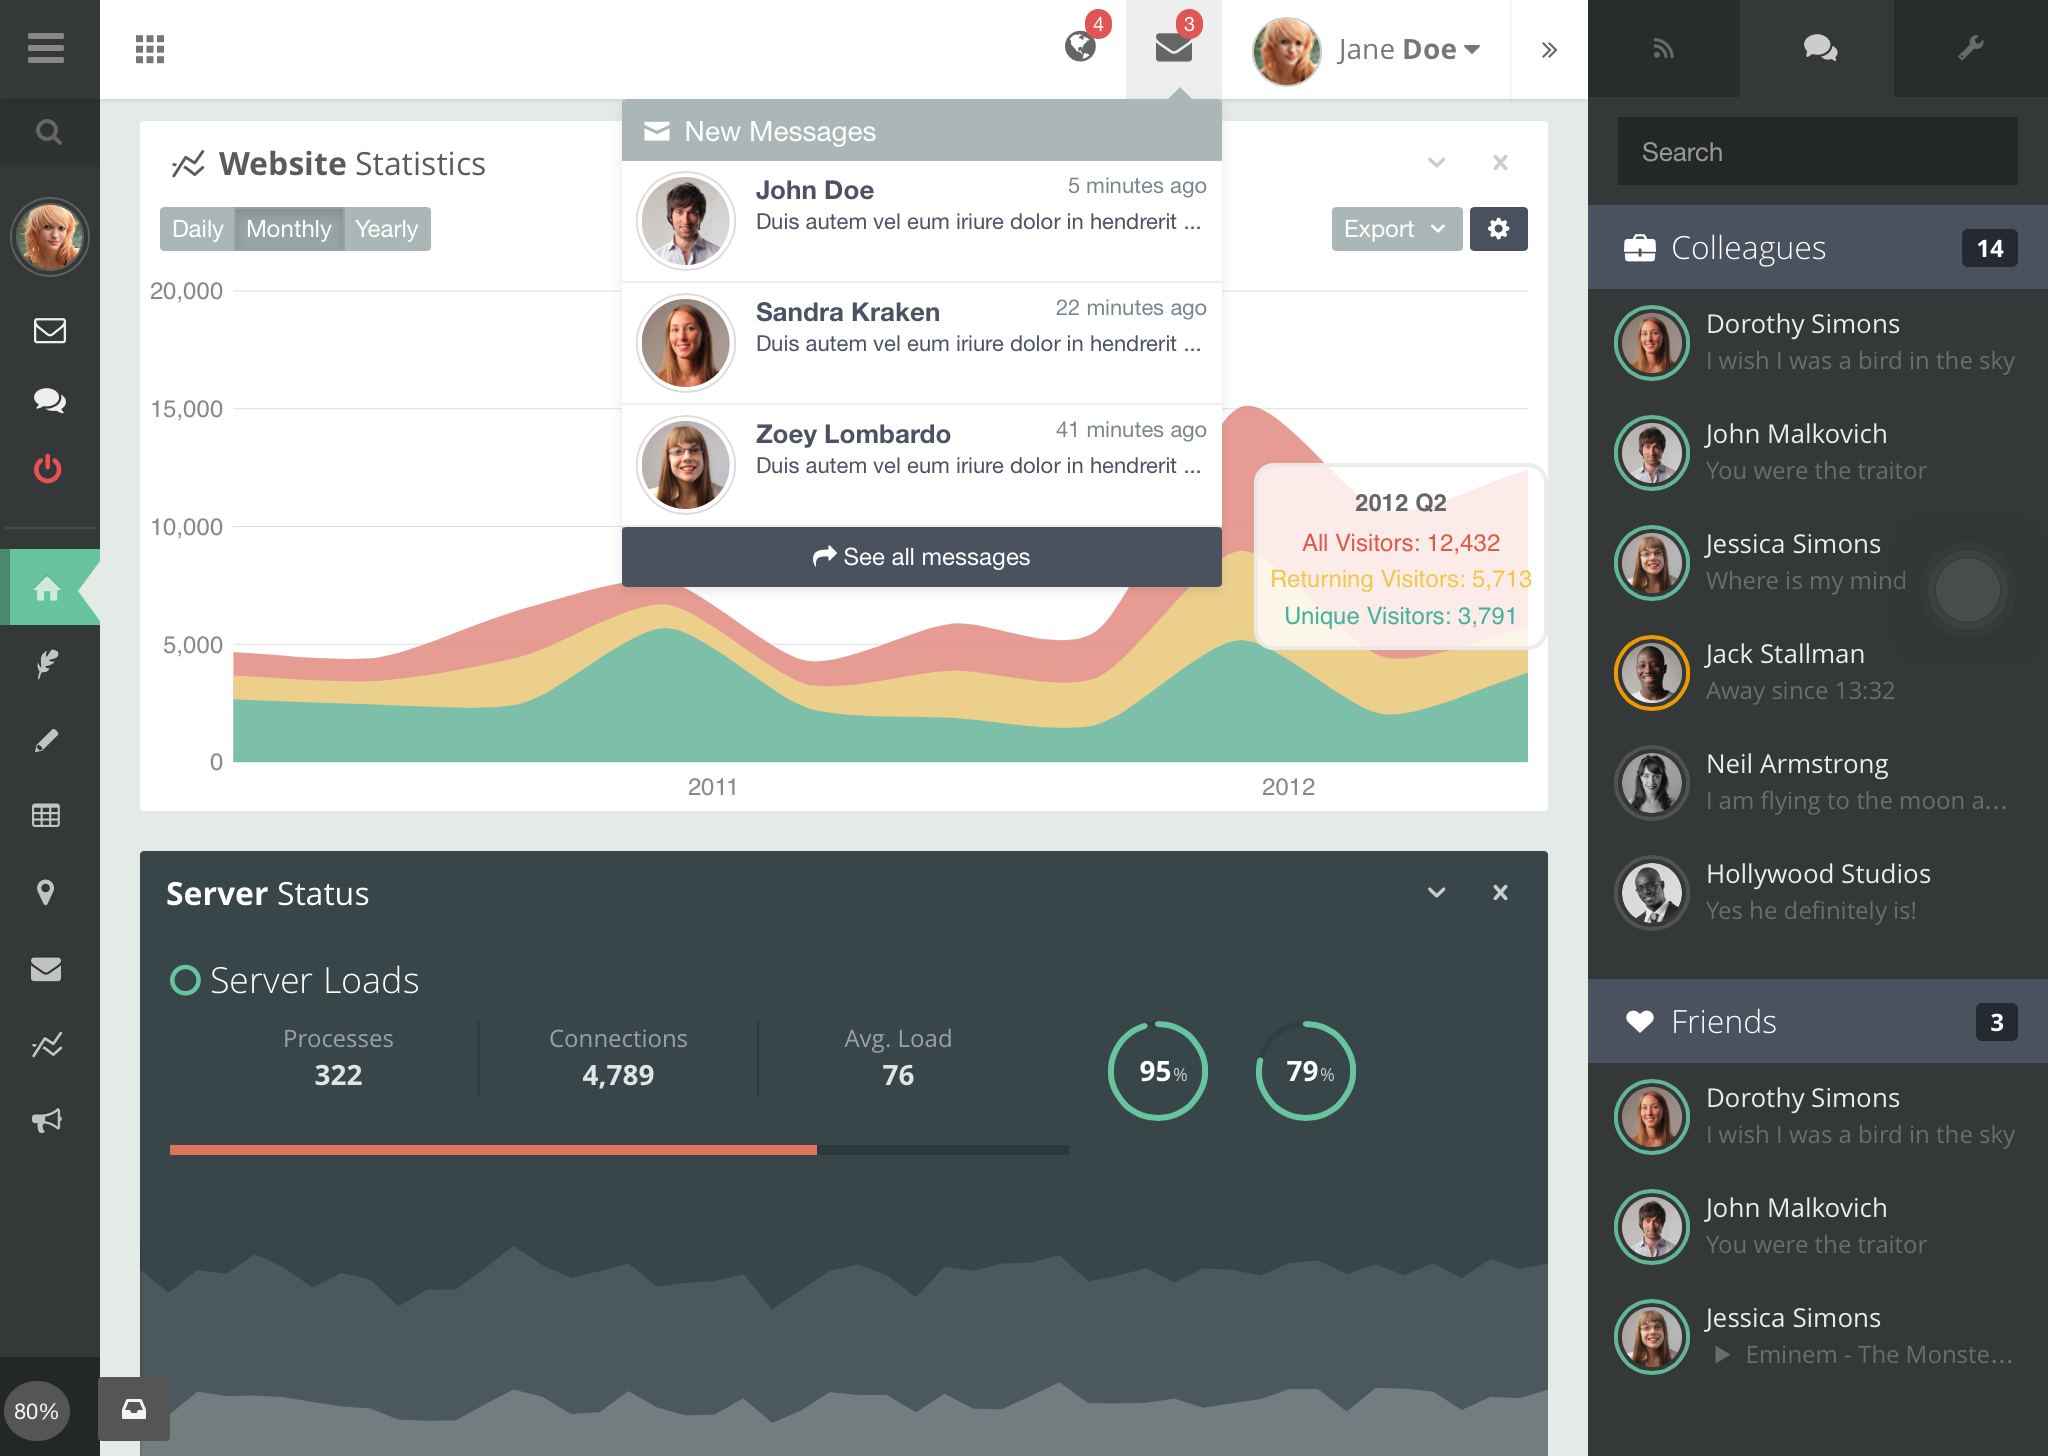 4
3
Jane Doe
New Messages
John Doe
5 minutes ago
Duis autem vel eum iriure dolor in hendrerit ...
Sandra Kraken
22 minutes ago
Duis autem vel eum iriure dolor in hendrerit ...
Zoey Lombardo
41 minutes ago
Duis autem vel eum iriure dolor in hendrerit ...
See all messages
Website Statistics
Daily Monthly Yearly
Export
20,000
15,000
10,000
5,000
0
2011
2012
2012 Q2
All Visitors: 12,432
Returning Visitors: 5,713
Unique Visitors: 3,791
Server Status
Server Loads
Processes
322
Connections
4,789
Avg. Load
76
95%
79%
80%
Search
Colleagues
14
Dorothy Simons
I wish I was a bird in the sky
John Malkovich
You were the traitor
Jessica Simons
Where is my mind
Jack Stallman
Away since 13:32
Neil Armstrong
I am flying to the moon a...
Hollywood Studios
Yes he definitely is!
Friends
3
Dorothy Simons
I wish I was a bird in the sky
John Malkovich
You were the traitor
Jessica Simons
Eminem - The Monste...